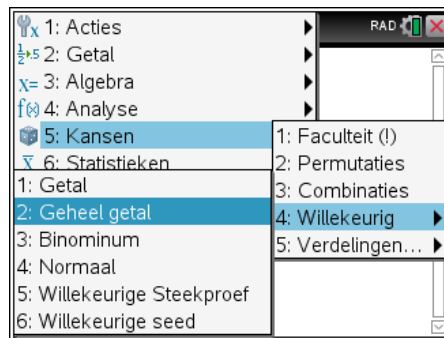 1: Acties
RAD
2: Getal
3: Algebra
4: Analyse
5: Kansen
6: Statistieken
1: Faculteit (!)
2: Permutaties
3: Combinaties
4: Willekeurig
5: Verdelingen...
1: Getal
2: Geheel getal
3: Binominum
4: Normaal
5: Willekeurige Steekproef
6: Willekeurige seed